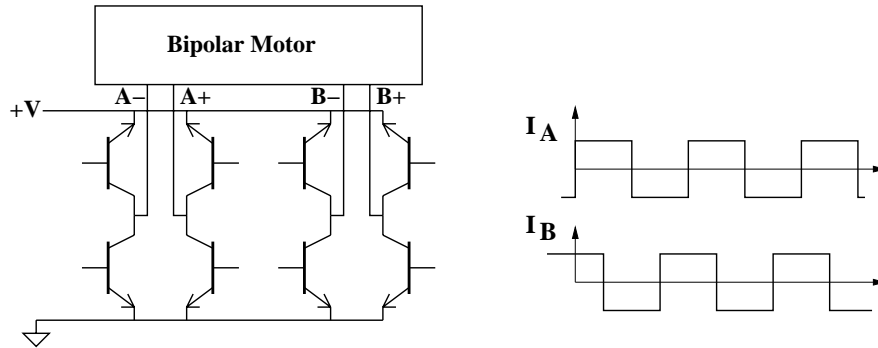 Bipolar Motor
A− A+ B− B+
+V
I A
I B